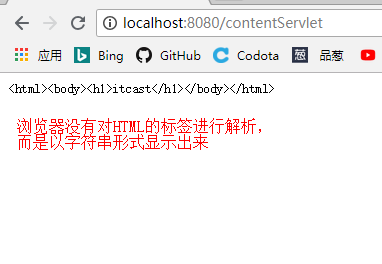 localhost:8080/contentServlet
应用 Bing GitHub Codota 品葱
<html><body><h1>itcast</h1></body></html>
浏览器没有对HTML的标签进行解析，
而是以字符串形式显示出来